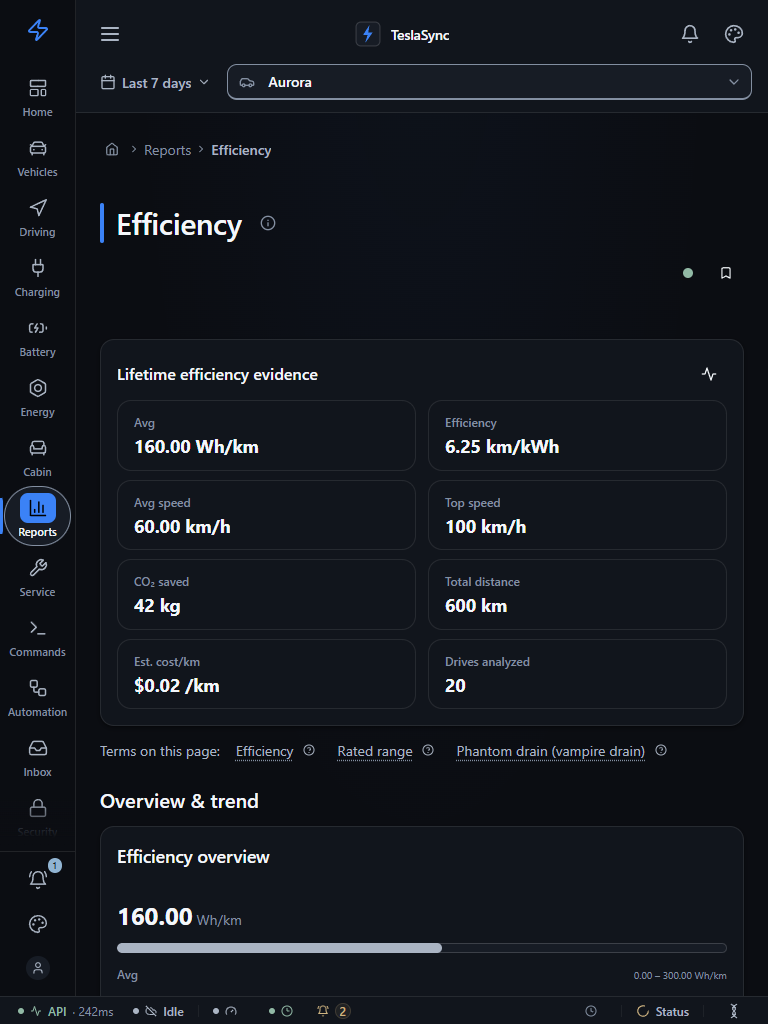 TeslaSync
Last 7 days
Aurora
Home
Vehicles
Driving
Charging
Battery
Energy
Cabin
Reports
Service
Commands
Automation
Inbox
Security
1
Reports
Efficiency
Efficiency
Lifetime efficiency evidence
Avg
160.00 Wh/km
Efficiency
6.25 km/kWh
Avg speed
60.00 km/h
Top speed
100 km/h
CO₂ saved
42 kg
Total distance
600 km
Est. cost/km
$0.02 /km
Drives analyzed
20
Terms on this page: Efficiency Rated range Phantom drain (vampire drain)
Overview & trend
Efficiency overview
160.00 Wh/km
Avg 0.00 – 300.00 Wh/km
API · 242ms Idle 2 Status